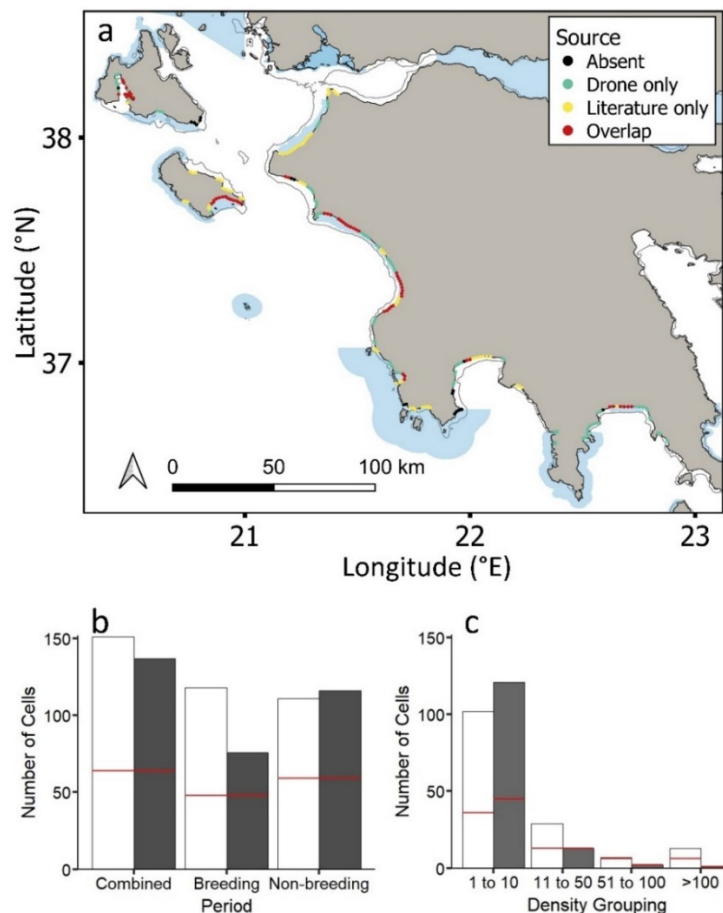 a
Source
Absent
Drone only
Literature only
Overlap
38
37
Latitude (°N)
0 50 100 km
21 22 23
Longitude (°E)
b
150
100
50
0
Number of Cells
Combined Breeding Non-breeding
Period
c
150
100
50
0
Number of Cells
1 to 10 11 to 50 51 to 100 >100
Density Grouping